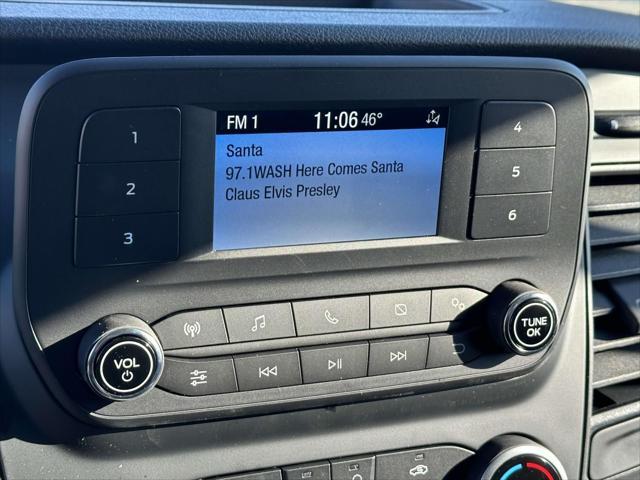 FM 1 11:06 46°
Santa
97.1WASH Here Comes Santa
Claus Elvis Presley
1
2
3
4
5
6
VOL
TUNE
OK